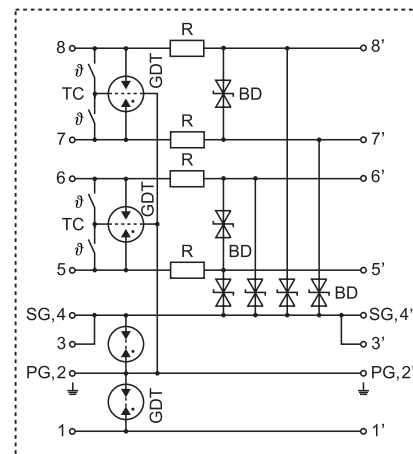 R
8 8'
ϑ GDT
TC BD
ϑ R
7 7'
R
6 6'
ϑ GDT
TC
ϑ R BD
5 5'
BD
SG,4 SG,4'
3 3'
PG,2 PG,2'
GDT
1 1'